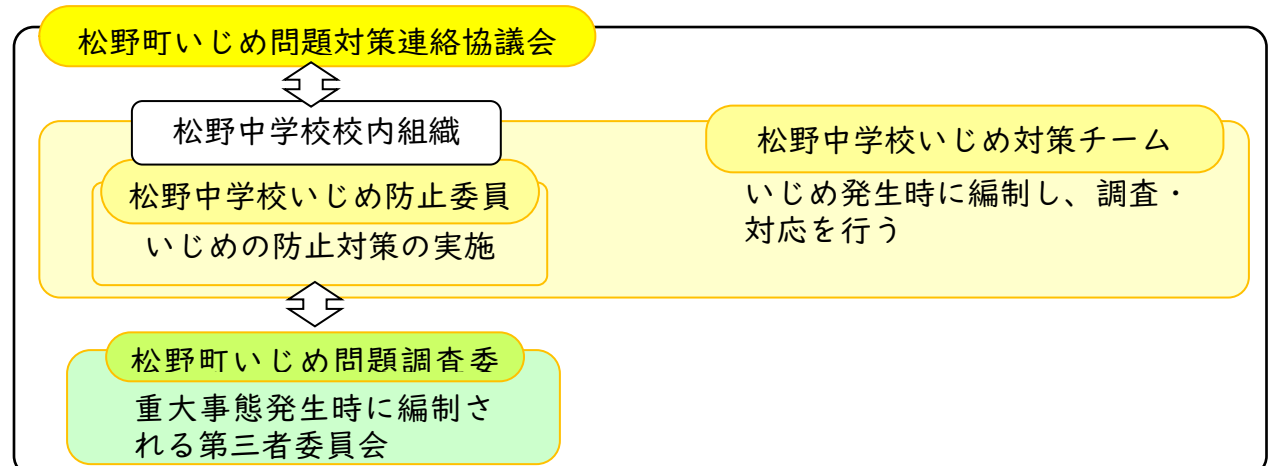 松野町いじめ問題対策連絡協議会
松野中学校校内組織
松野中学校いじめ防止委員
いじめの防止対策の実施
松野中学校いじめ対策チーム
いじめ発生時に編制し、調査・
対応を行う
松野町いじめ問題調査委
重大事態発生時に編制さ
れる第三者委員会